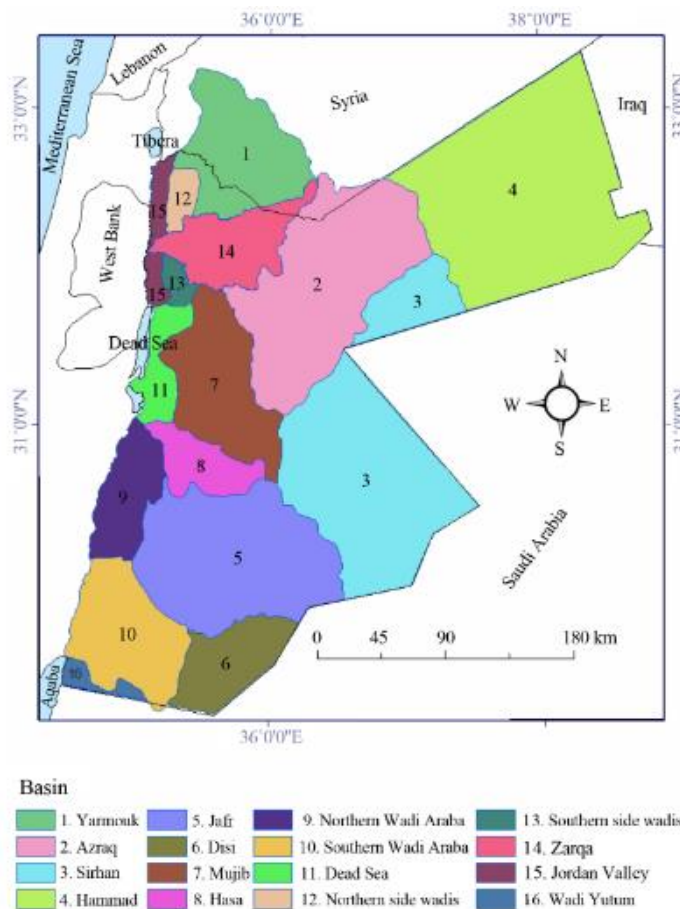 36°0'0"E 38°0'0"E
Mediterranean Sea
Lebanon
Syria
Iraq
33°0'0"N
33°0'0"N
Tibera
1
12
15
4
West Bank
14
2
13
15
3
Dead Sea
N
W E
S
11
7
31°0'0"N
31°0'0"N
8
3
9
5
Saudi Arabia
10
6
0 45 90 180 km
16
Aqaba
36°0'0"E 38°0'0"E
Basin
1. Yarmouk 5. Jafr 9. Northern Wadi Araba 13. Southern side wadis
2. Azraq 6. Disi 10. Southern Wadi Araba 14. Zarqa
3. Sirhan 7. Mujib 11. Dead Sea 15. Jordan Valley
4. Hammad 8. Hasa 12. Northern side wadis 16. Wadi Yutum